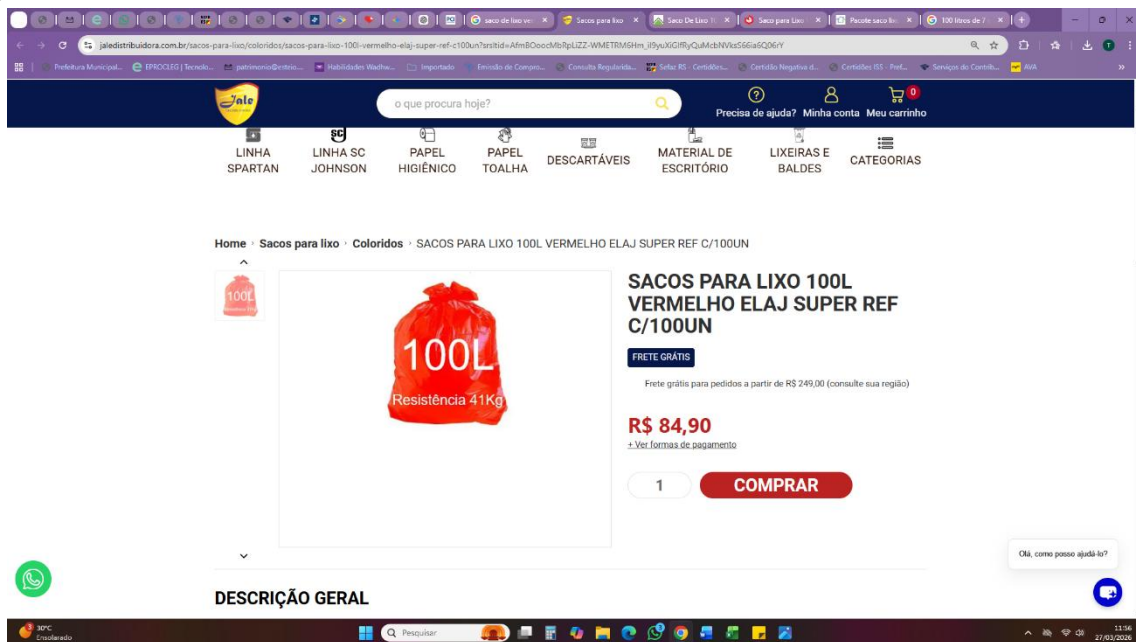 saco de lixo ver
Sacos para lixo
Saco De Lixo 10
Saco para Lixo
Pacote saco lix
100 litros de 7
jaledistribuidora.com.br/sacos-para-lixo/coloridos/sacos-para-lixo-100l-vermelho-elaj-super-ref-c100un?srsltid=
Prefeitura Municipal...
EPROCLEG | Tecnolo...
Habilidades Wadhw...
Importado
Emissão de Compro...
Consulta Regularida...
Sefaz RS - Certidões...
Certidão Negativa d...
Certidões ISS - Pref...
Serviços do Contrib...
AVA
Jale
o que procura hoje?
Precisa de ajuda?
Minha conta
0
Meu carrinho
LINHA
SPARTAN
LINHA SC
JOHNSON
PAPEL
HIGIÊNICO
PAPEL
TOALHA
DESCARTÁVEIS
MATERIAL DE
ESCRITÓRIO
LIXEIRAS E
BALDES
CATEGORIAS
Home › Sacos para lixo › Coloridos › SACOS PARA LIXO 100L VERMELHO ELAJ SUPER REF C/100UN
100L
100L
Resistência 41Kg
SACOS PARA LIXO 100L
VERMELHO ELAJ SUPER REF
C/100UN
FRETE GRÁTIS
Frete grátis para pedidos a partir de R$ 249,00 (consulte sua região)
R$ 84,90
+ Ver formas de pagamento
1
COMPRAR
Olá, como posso ajudá-lo?
DESCRIÇÃO GERAL
3
30°C
Ensolarado
Pesquisar
11:56
27/03/2026